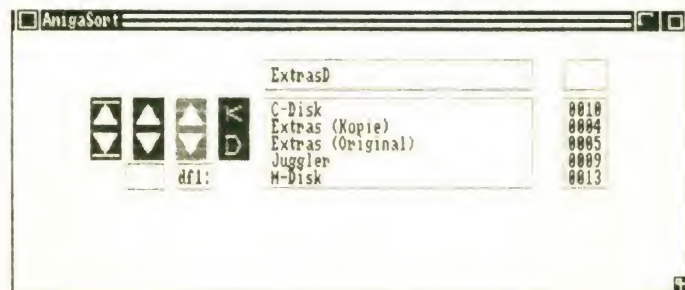 AmigaSort
ExtrasD
C-Disk 0010
Extras (Kopie) 0004
Extras (Original) 0005
Juggler 0009
M-Disk 0013
K
D
df1: